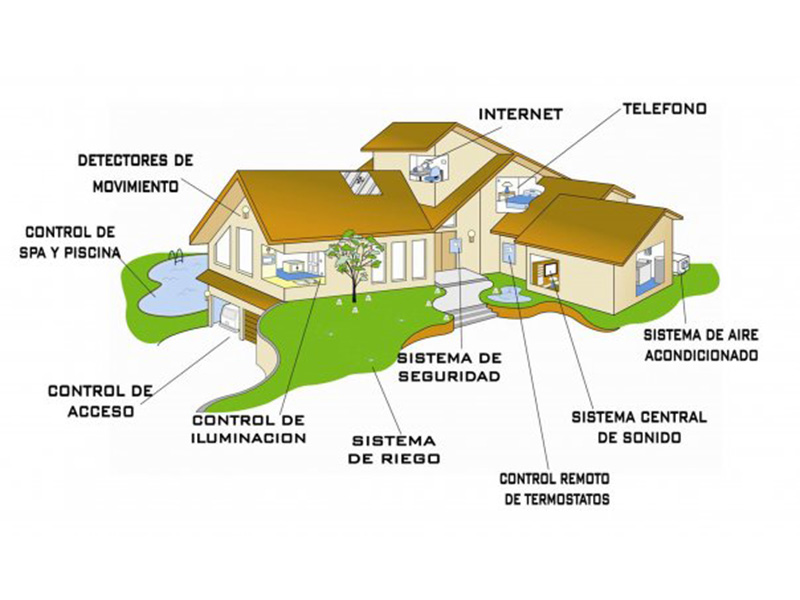 INTERNET
TELEFONO
DETECTORES DE
MOVIMIENTO
CONTROL DE
SPA Y PISCINA
SISTEMA DE AIRE
ACONDICIONADO
SISTEMA DE
SEGURIDAD
CONTROL DE
ACCESO
CONTROL DE
ILUMINACION
SISTEMA
DE RIEGO
SISTEMA CENTRAL
DE SONIDO
CONTROL REMOTO
DE TERMOSTATOS